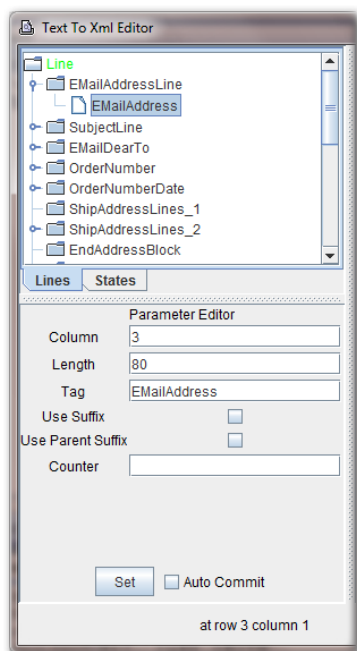 Text To Xml Editor
Line
EMailAddressLine
EMailAddress
SubjectLine
EMailDearTo
OrderNumber
OrderNumberDate
ShipAddressLines_1
ShipAddressLines_2
EndAddressBlock
Lines States
Parameter Editor
Column 3
Length 80
Tag EMailAddress
Use Suffix
Use Parent Suffix
Counter
Set Auto Commit
at row 3 column 1